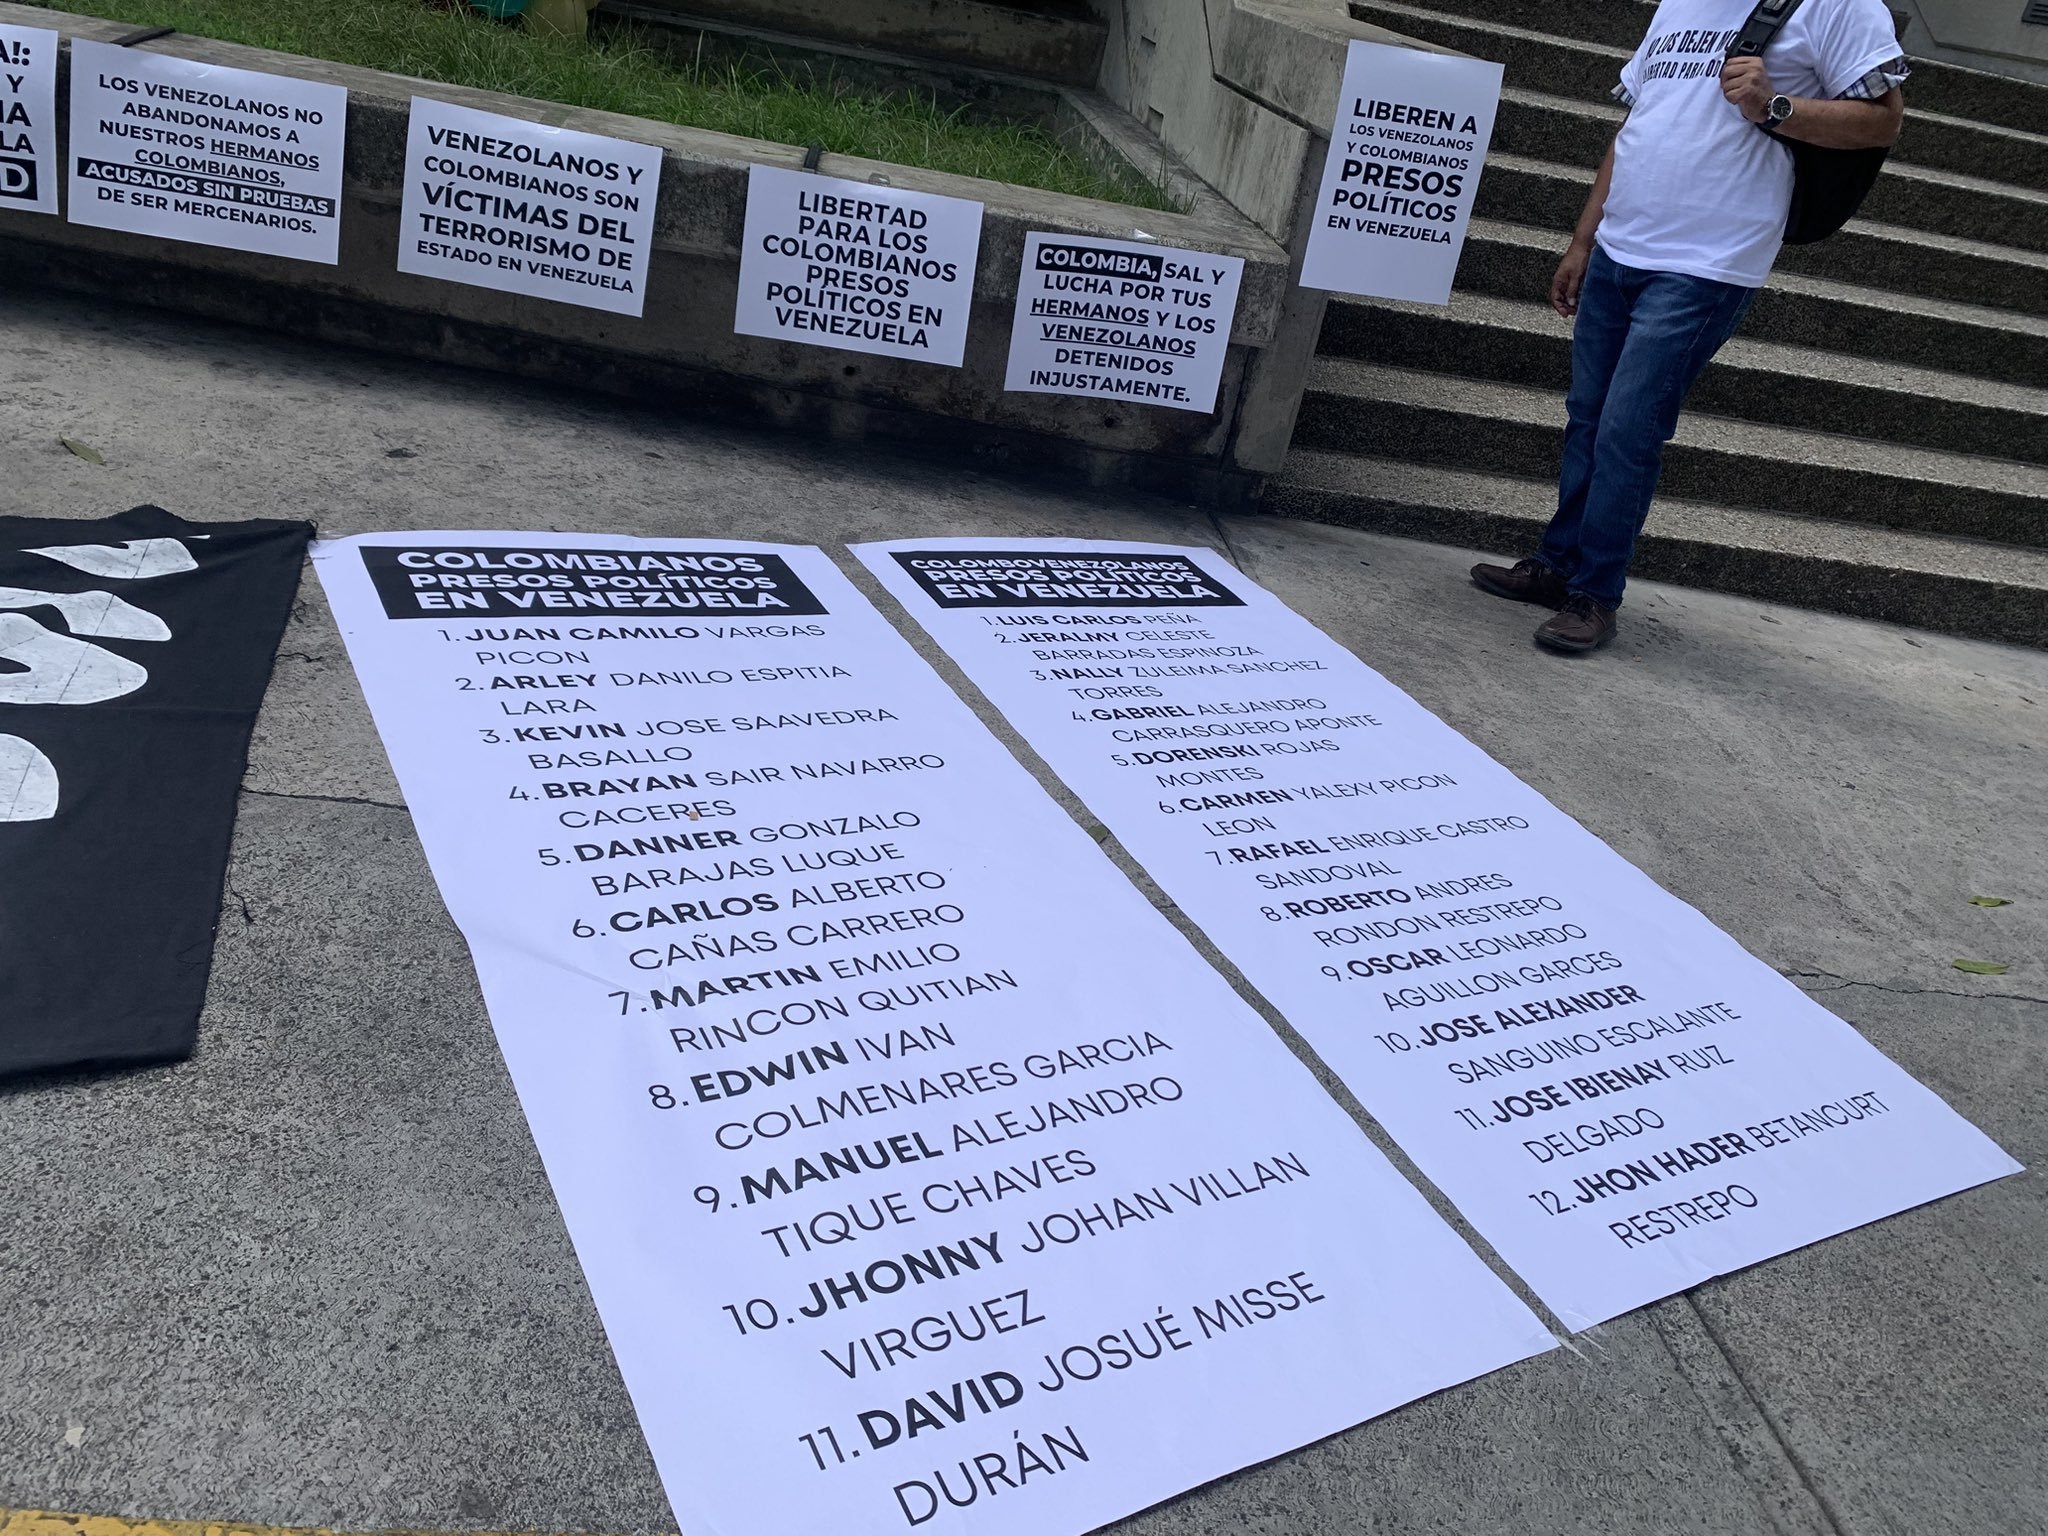 A!:
Y
LA
D
LOS VENEZOLANOS NO
ABANDONAMOS A
NUESTROS HERMANOS
COLOMBIANOS,
ACUSADOS SIN PRUEBAS
DE SER MERCENARIOS.
VENEZOLANOS Y
COLOMBIANOS SON
VÍCTIMAS DEL
TERRORISMO DE
ESTADO EN VENEZUELA
LIBERTAD
PARA LOS
COLOMBIANOS
PRESOS
POLÍTICOS EN
VENEZUELA
COLOMBIA, SAL Y
LUCHA POR TUS
HERMANOS Y LOS
VENEZOLANOS
DETENIDOS
INJUSTAMENTE.
LIBEREN A
LOS VENEZOLANOS
Y COLOMBIANOS
PRESOS
POLÍTICOS
EN VENEZUELA
LOS DEJEN
COLOMBIANOS
PRESOS POLÍTICOS
EN VENEZUELA
1. JUAN CAMILO VARGAS
PICON
2. ARLEY DANILO ESPITIA
LARA
3. KEVIN JOSE SAAVEDRA
BASALLO
4. BRAYAN SAIR NAVARRO
CACERES
5. DANNER GONZALO
BARAJAS LUQUE
6. CARLOS ALBERTO
CAÑAS CARRERO
7. MARTIN EMILIO
RINCON QUITIAN
8. EDWIN IVAN
COLMENARES GARCIA
9. MANUEL ALEJANDRO
TIQUE CHAVES
10. JHONNY JOHAN VILLAN
VIRGUEZ
11. DAVID JOSUÉ MISSE
DURÁN
COLOMBOVENEZOLANOS
PRESOS POLÍTICOS
EN VENEZUELA
1. LUIS CARLOS PEÑA
2. JERALMY CELESTE
BARRADAS ESPINOZA
3. NALLY ZULEIMA SANCHEZ
TORRES
4. GABRIEL ALEJANDRO
CARRASQUERO APONTE
5. DORENSKI ROJAS
MONTES
6. CARMEN YALEXY PICON
LEON
7. RAFAEL ENRIQUE CASTRO
SANDOVAL
8. ROBERTO ANDRES
RONDON RESTREPO
9. OSCAR LEONARDO
AGUILLON GARCES
10. JOSE ALEXANDER
SANGUINO ESCALANTE
11. JOSE IBIENAY RUIZ
DELGADO
12. JHON HADER BETANCURT
RESTREPO